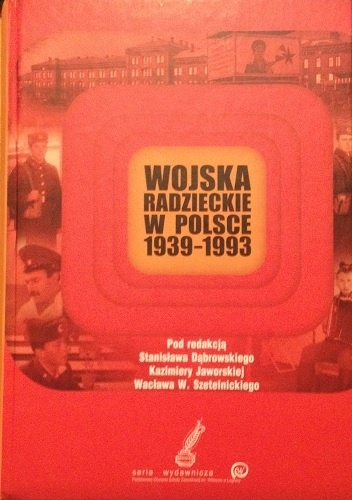 WOJSKA
RADZIECKIE
W POLSCE
1939-1993
Pod redakcją
Stanisława Dąbrowskiego
Kazimiery Jaworskiej
Wacława W. Szetelnickiego
seria wydawnicza